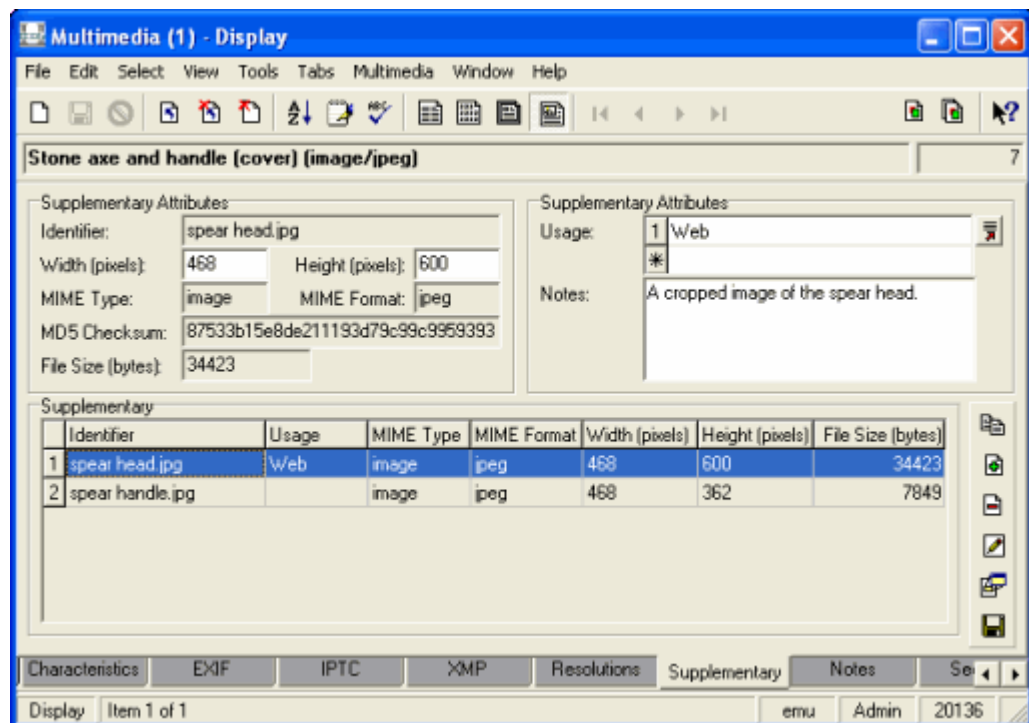 Multimedia (1) - Display
File Edit Select View Tools Tabs Multimedia Window Help
Stone axe and handle (cover) (image/jpeg) 7
Supplementary Attributes
Identifier: spear head.jpg
Width (pixels): 468 Height (pixels): 600
MIME Type: image MIME Format: jpeg
MD5 Checksum: 87533b15e8de211193d79c99c9959393
File Size (bytes): 34423
Supplementary Attributes
Usage: 1 Web
Notes: A cropped image of the spear head.
Supplementary
Identifier Usage MIME Type MIME Format Width (pixels) Height (pixels) File Size (bytes)
1 spear head.jpg Web image jpeg 468 600 34423
2 spear handle.jpg image jpeg 468 362 7849
Characteristics EXIF IPTC XMP Resolutions Supplementary Notes
Display Item 1 of 1 emu Admin 20136